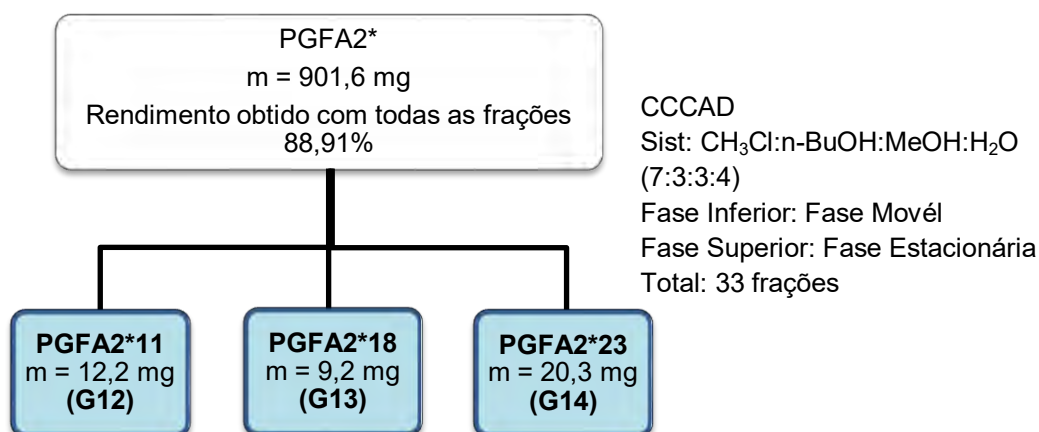 PGFA2*
m = 901,6 mg
Rendimento obtido com todas as frações
88,91%
CCCAD
Sist: CH₃Cl:n-BuOH:MeOH:H₂O
(7:3:3:4)
Fase Inferior: Fase Movél
Fase Superior: Fase Estacionária
Total: 33 frações
PGFA2*11
m = 12,2 mg
(G12)
PGFA2*18
m = 9,2 mg
(G13)
PGFA2*23
m = 20,3 mg
(G14)